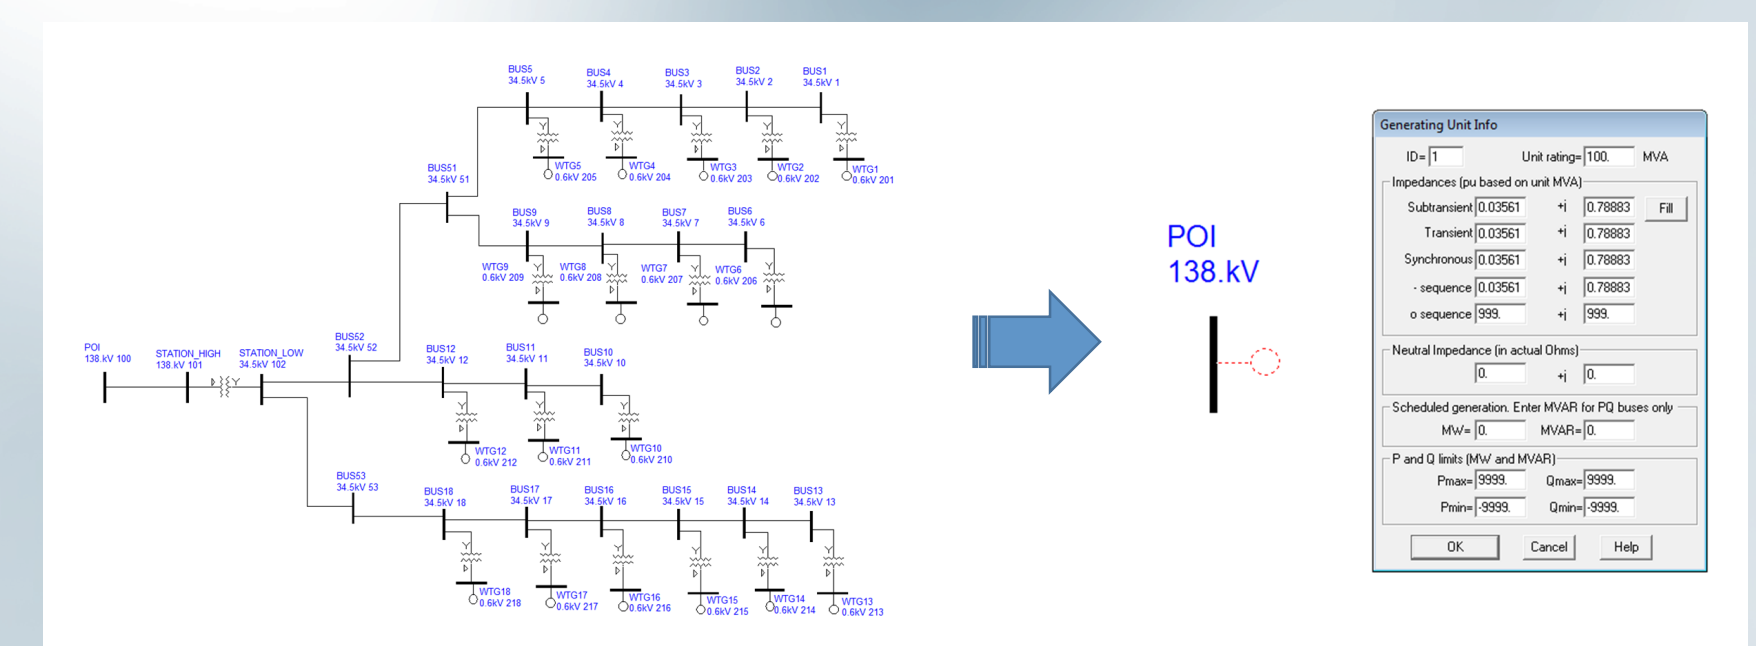 BUS5
34.5kV 5
BUS4
34.5kV 4
BUS3
34.5kV 3
BUS2
34.5kV 2
BUS1
34.5kV 1
Y
Y
Y
Y
Y
D
D
D
D
D
WTG5
0.6kV 205
WTG4
0.6kV 204
WTG3
0.6kV 203
WTG2
0.6kV 202
WTG1
0.6kV 201
BUS51
34.5kV 51
BUS9
34.5kV 9
BUS8
34.5kV 8
BUS7
34.5kV 7
BUS6
34.5kV 6
Y
Y
Y
Y
D
D
D
D
WTG9
0.6kV 209
WTG8
0.6kV 208
WTG7
0.6kV 207
WTG6
0.6kV 206
POI
138.kV 100
STATION_HIGH
138.kV 101
D
Y
STATION_LOW
34.5kV 102
BUS52
34.5kV 52
BUS12
34.5kV 12
BUS11
34.5kV 11
BUS10
34.5kV 10
Y
Y
Y
D
D
D
WTG12
0.6kV 212
WTG11
0.6kV 211
WTG10
0.6kV 210
BUS53
34.5kV 53
BUS18
34.5kV 18
BUS17
34.5kV 17
BUS16
34.5kV 16
BUS15
34.5kV 15
BUS14
34.5kV 14
BUS13
34.5kV 13
Y
Y
Y
Y
Y
Y
D
D
D
D
D
D
WTG18
0.6kV 218
WTG17
0.6kV 217
WTG16
0.6kV 216
WTG15
0.6kV 215
WTG14
0.6kV 214
WTG13
0.6kV 213
POI
138.kV
Generating Unit Info
ID= 1 Unit rating= 100. MVA
Impedances (pu based on unit MVA)
Subtransient 0.03561 +j 0.78883 Fill
Transient 0.03561 +j 0.78883
Synchronous 0.03561 +j 0.78883
- sequence 0.03561 +j 0.78883
o sequence 999. +j 999.
Neutral Impedance (in actual Ohms)
0. +j 0.
Scheduled generation. Enter MVAR for PQ buses only
MW= 0. MVAR= 0.
P and Q limits (MW and MVAR)
Pmax= 9999. Qmax= 9999.
Pmin= -9999. Qmin= -9999.
OK Cancel Help